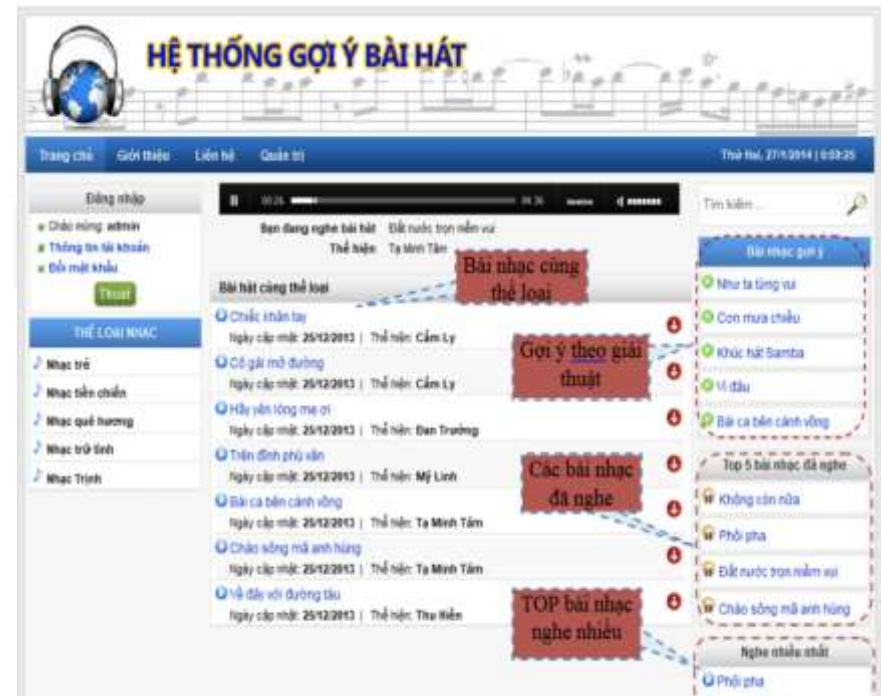 HỆ THỐNG GỢI Ý BÀI HÁT
Trang chủ Giới thiệu Liên hệ Quản trị
Thứ Hai, 27/1/2014 | 0:59:25
Đăng nhập
Chào mừng: admin
Thông tin tài khoản
Đổi mật khẩu
Thoát
THỂ LOẠI NHẠC
Nhạc trẻ
Nhạc tiền chiến
Nhạc quê hương
Nhạc trữ tình
Nhạc Trịnh
Bạn đang nghe bài hát Đất nước trọn niềm vui
Thể hiện Tạ Minh Tâm
Bài hát cùng thể loại
Chiếc khăn tay
Ngày cập nhật: 25/12/2013 | Thể hiện: Cẩm Ly
Cô gái mở đường
Ngày cập nhật: 25/12/2013 | Thể hiện: Cẩm Ly
Hãy yên lòng mẹ ơi
Ngày cập nhật: 25/12/2013 | Thể hiện: Đan Trường
Trên đỉnh phù vân
Ngày cập nhật: 25/12/2013 | Thể hiện: Mỹ Linh
Bài ca bên cánh võng
Ngày cập nhật: 25/12/2013 | Thể hiện: Tạ Minh Tâm
Chào sông mã anh hùng
Ngày cập nhật: 25/12/2013 | Thể hiện: Tạ Minh Tâm
Về đây với đường tàu
Ngày cập nhật: 25/12/2013 | Thể hiện: Thu Hiền
Bài nhạc cùng
thể loại
Gợi ý theo giải
thuật
Các bài nhạc
đã nghe
TOP bài nhạc
nghe nhiều
Tìm kiếm ...
Bài nhạc gợi ý
Như ta từng vui
Cơn mưa chiều
Khúc hát Samba
Vì đâu
Bài ca bên cánh võng
Top 5 bài nhạc đã nghe
Không còn nữa
Phôi pha
Đất nước trọn niềm vui
Chào sông mã anh hùng
Nghe nhiều nhất
Phôi pha